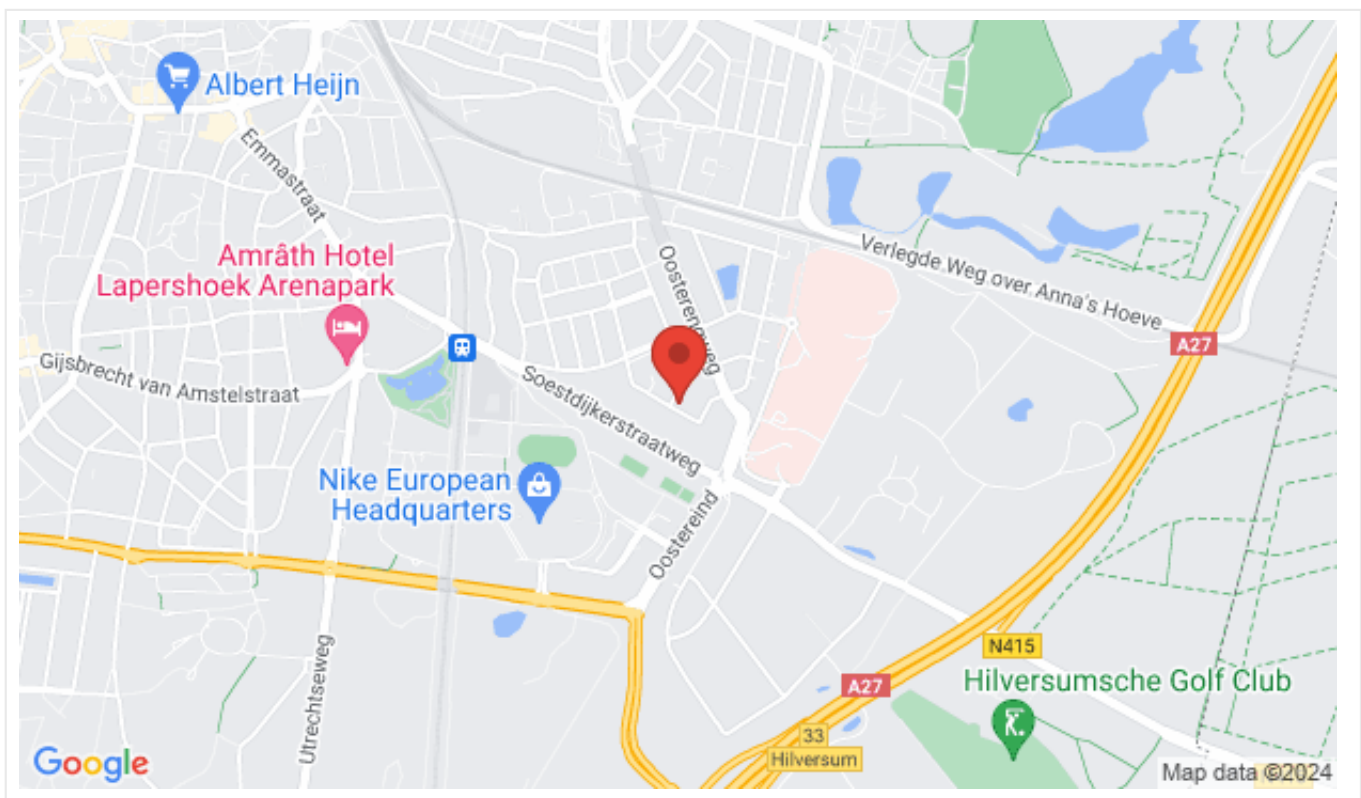 Albert Heijn
Emmastraat
Amrâth Hotel
Lapershoek Arenapark
Gijsbrecht van Amstelstraat
Oosterengweg
Verlegde Weg over Anna's Hoeve
A27
Soestdijkerstraatweg
Nike European
Headquarters
Oostereind
Utrechtseweg
N415
A27
Hilversumsche Golf Club
33
Hilversum
Google
Map data ©2024